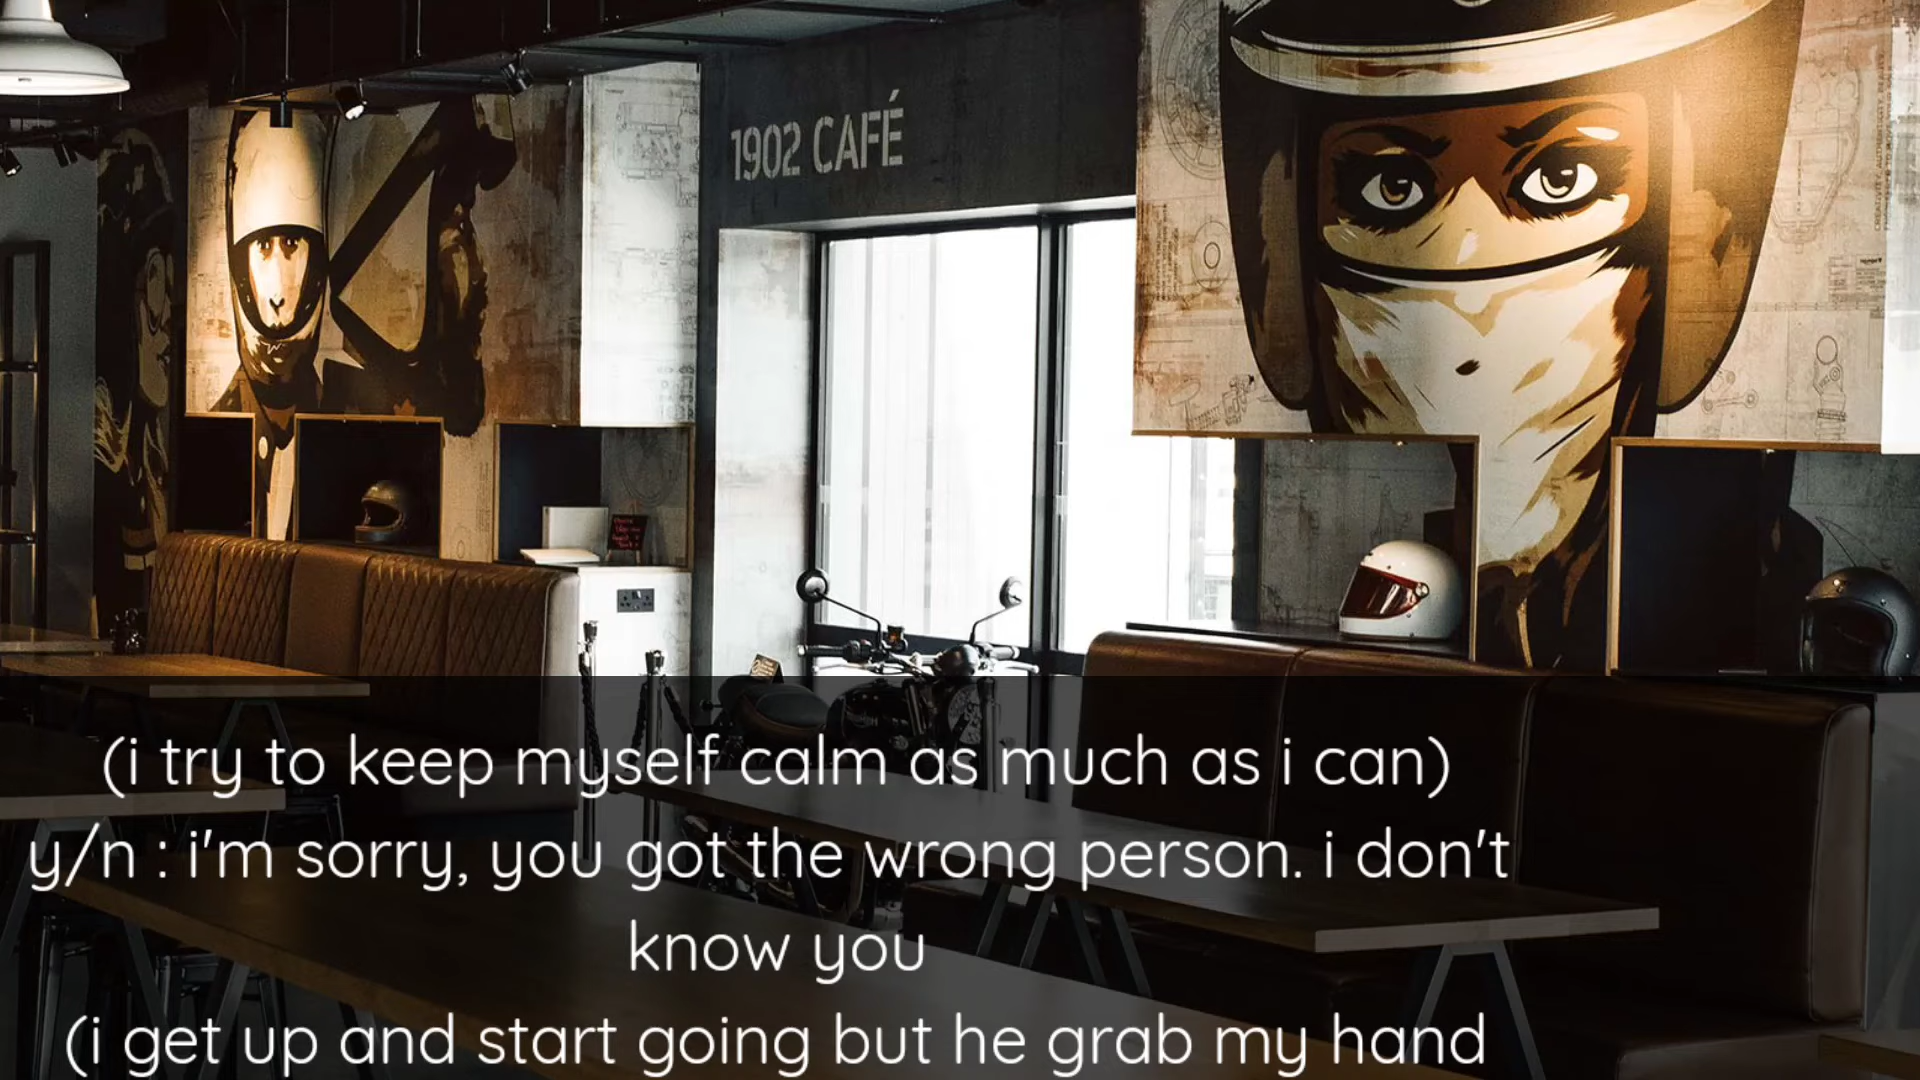 1902 CAFÉ
(i try to keep myself calm as much as i can)
y/n : i'm sorry, you got the wrong person. i don't
know you
(i get up and start going but he grab my hand